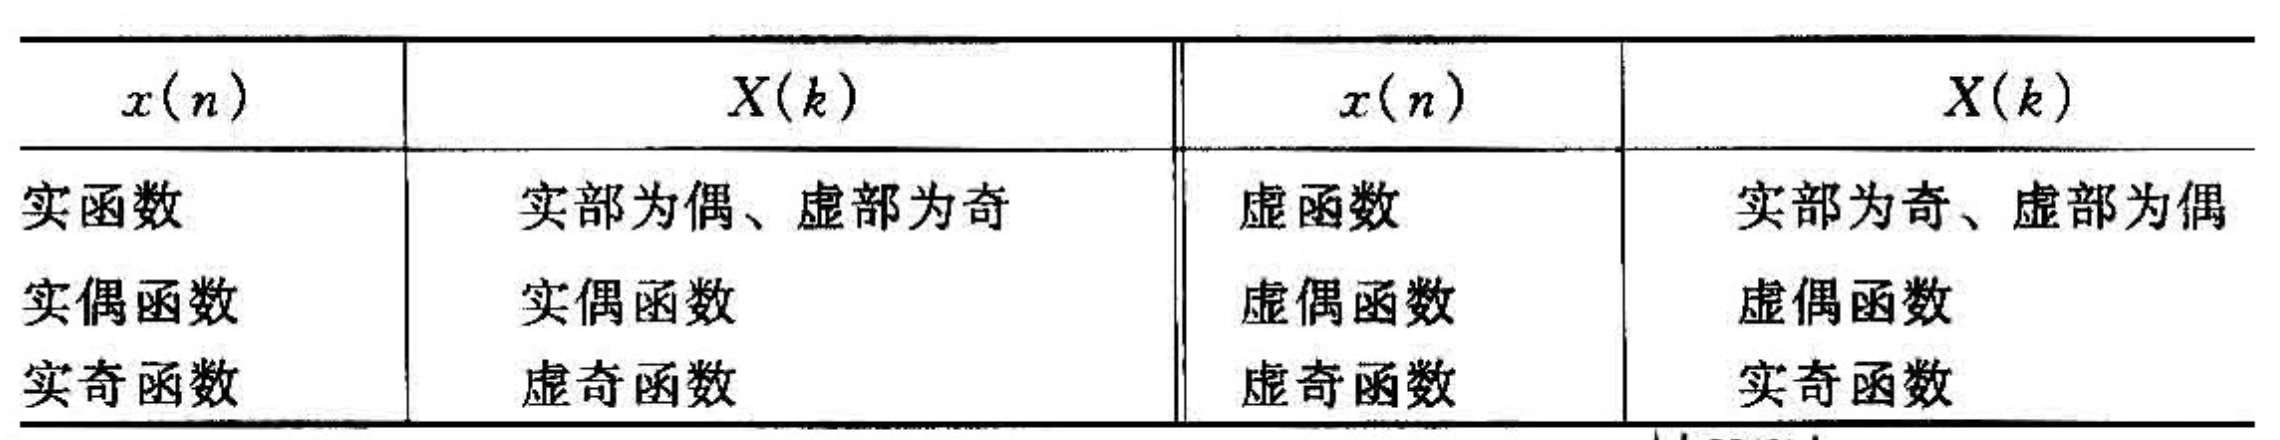 x(n) X(k) x(n) X(k)
实函数 实部为偶、虚部为奇 虚函数 实部为奇、虚部为偶
实偶函数 实偶函数 虚偶函数 虚偶函数
实奇函数 虚奇函数 虚奇函数 实奇函数